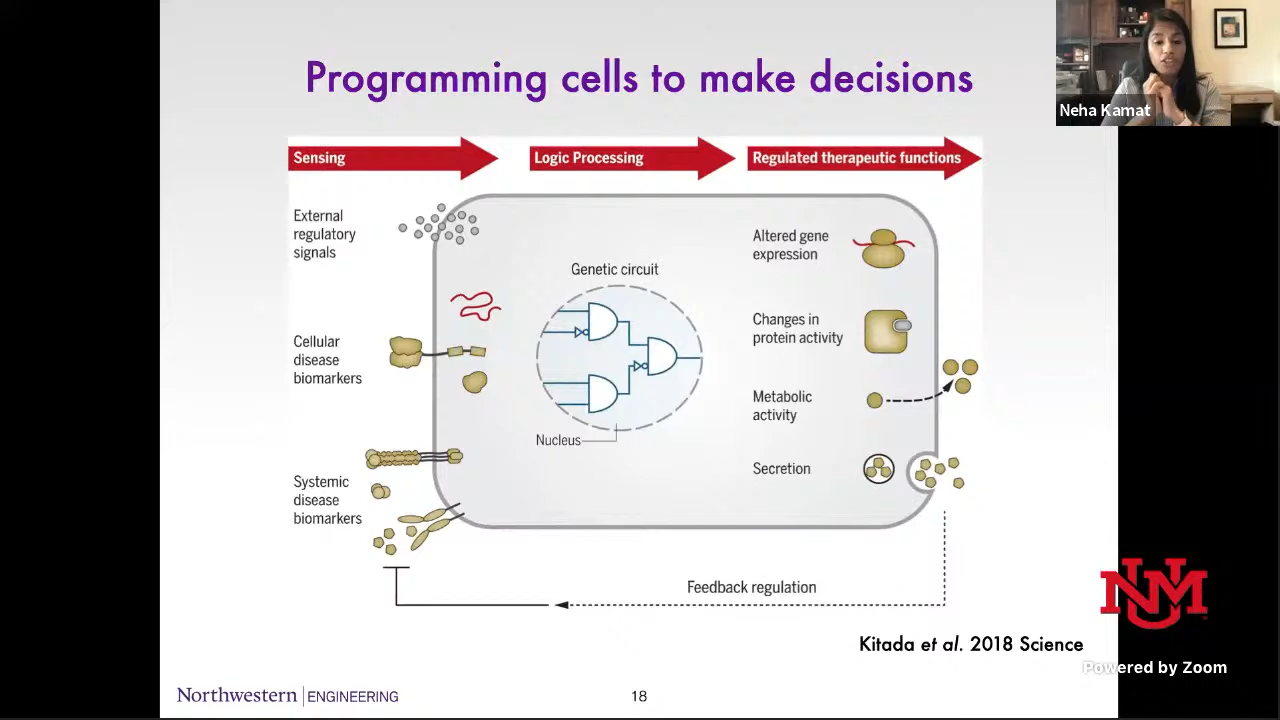 Programming cells to make decisions
Neha Kamat
Sensing
Logic Processing
Regulated therapeutic functions
External
regulatory
signals
Cellular
disease
biomarkers
Systemic
disease
biomarkers
Genetic circuit
Nucleus
Altered gene
expression
Changes in
protein activity
Metabolic
activity
Secretion
Feedback regulation
Kitada et al. 2018 Science
UNM
Powered by Zoom
Northwestern | ENGINEERING
18